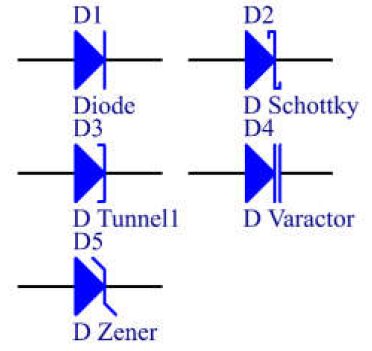 D1
D2
Diode
D Schottky
D3
D4
D Tunnel1
D Varactor
D5
D Zener